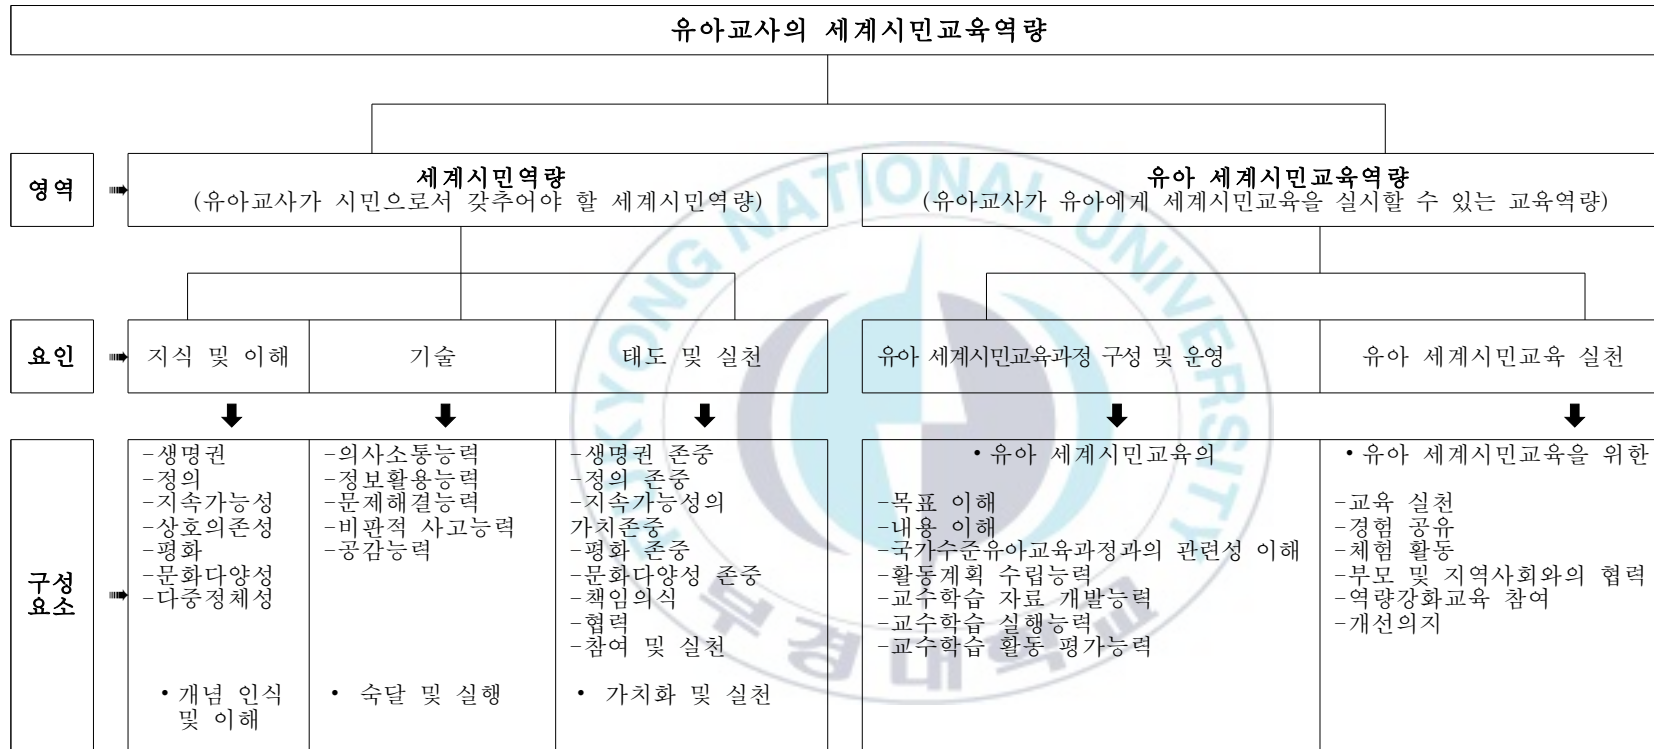 유아교사의 세계시민교육역량
영역
세계시민역량
(유아교사가 시민으로서 갖추어야 할 세계시민역량)
유아 세계시민교육역량
(유아교사가 유아에게 세계시민교육을 실시할 수 있는 교육역량)
요인
지식 및 이해
기술
태도 및 실천
유아 세계시민교육과정 구성 및 운영
유아 세계시민교육 실천
구성
요소
-생명권
-정의
-지속가능성
-상호의존성
-평화
-문화다양성
-다중정체성
• 개념 인식
및 이해
-의사소통능력
-정보활용능력
-문제해결능력
-비판적 사고능력
-공감능력
• 숙달 및 실행
-생명권 존중
-정의 존중
-지속가능성의
가치존중
-평화 존중
-문화다양성 존중
-책임의식
-협력
-참여 및 실천
• 가치화 및 실천
• 유아 세계시민교육의
-목표 이해
-내용 이해
-국가수준유아교육과정과의 관련성 이해
-활동계획 수립능력
-교수학습 자료 개발능력
-교수학습 실행능력
-교수학습 활동 평가능력
• 유아 세계시민교육을 위한
-교육 실천
-경험 공유
-체험 활동
-부모 및 지역사회와의 협력
-역량강화교육 참여
-개선의지
PUKYONG NATIONAL UNIVERSITY
부경대학교